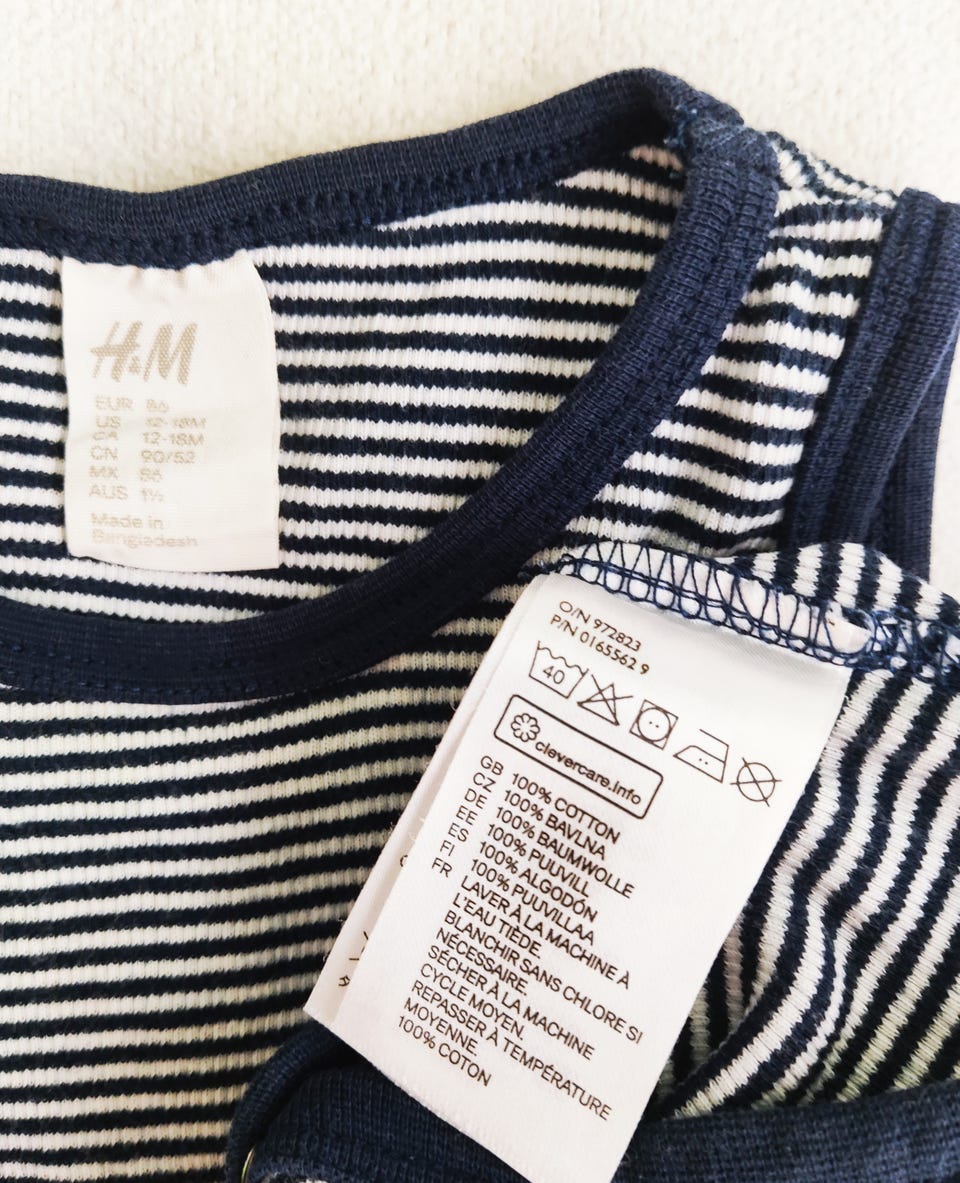 H&M
EUR 86
US 12-18M
CA 12-18M
CN 90/52
MX 86
AUS 1½
Made in
Bangladesh
O/N 972823
P/N 0165562 9
40
clevercare.info
GB 100% COTTON
CZ 100% BAVLNA
DE 100% BAUMWOLLE
EE 100% PUUVILL
ES 100% ALGODÓN
FI 100% PUUVILLAA
FR LAVER À LA MACHINE À
L'EAU TIÈDE.
BLANCHIR SANS CHLORE SI
NÉCESSAIRE.
SÉCHER À LA MACHINE
CYCLE MOYEN.
REPASSER À TEMPÉRATURE
MOYENNE
100% COTON